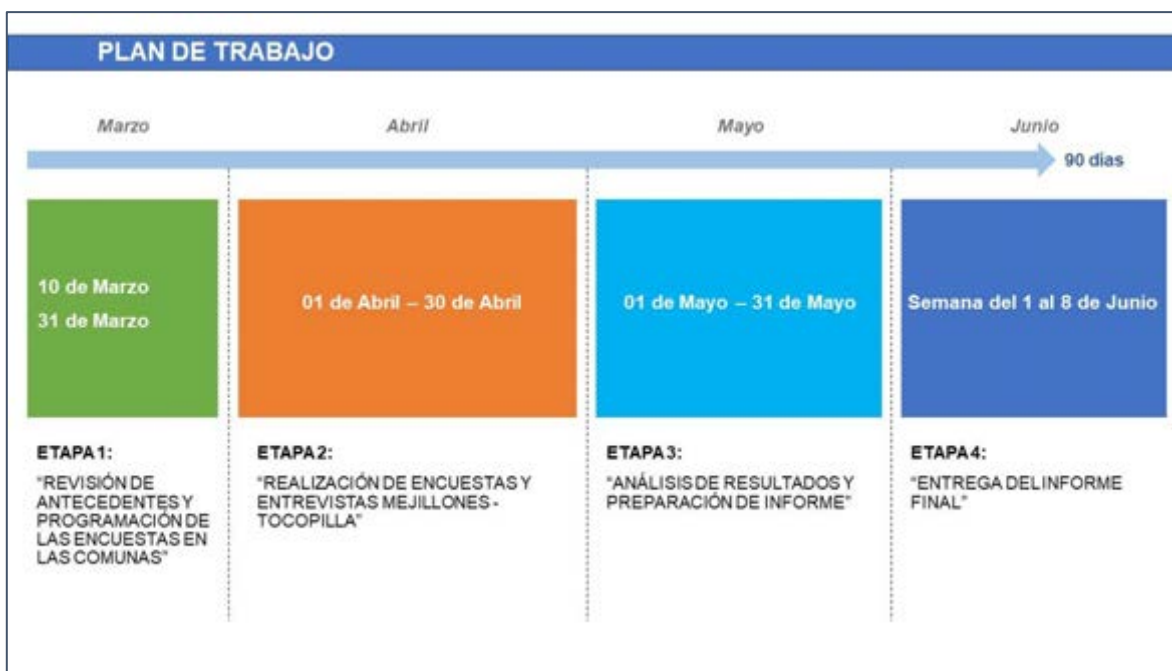 PLAN DE TRABAJO
Marzo
Abril
Mayo
Junio
90 días
10 de Marzo
31 de Marzo
01 de Abril – 30 de Abril
01 de Mayo – 31 de Mayo
Semana del 1 al 8 de Junio
ETAPA 1:
“REVISIÓN DE
ANTECEDENTES Y
PROGRAMACIÓN DE
LAS ENCUESTAS EN
LAS COMUNAS”
ETAPA 2:
“REALIZACIÓN DE ENCUESTAS Y
ENTREVISTAS MEJILLONES -
TOCOPILLA”
ETAPA 3:
“ANÁLISIS DE RESULTADOS Y
PREPARACIÓN DE INFORME”
ETAPA 4:
“ENTREGA DEL INFORME
FINAL”